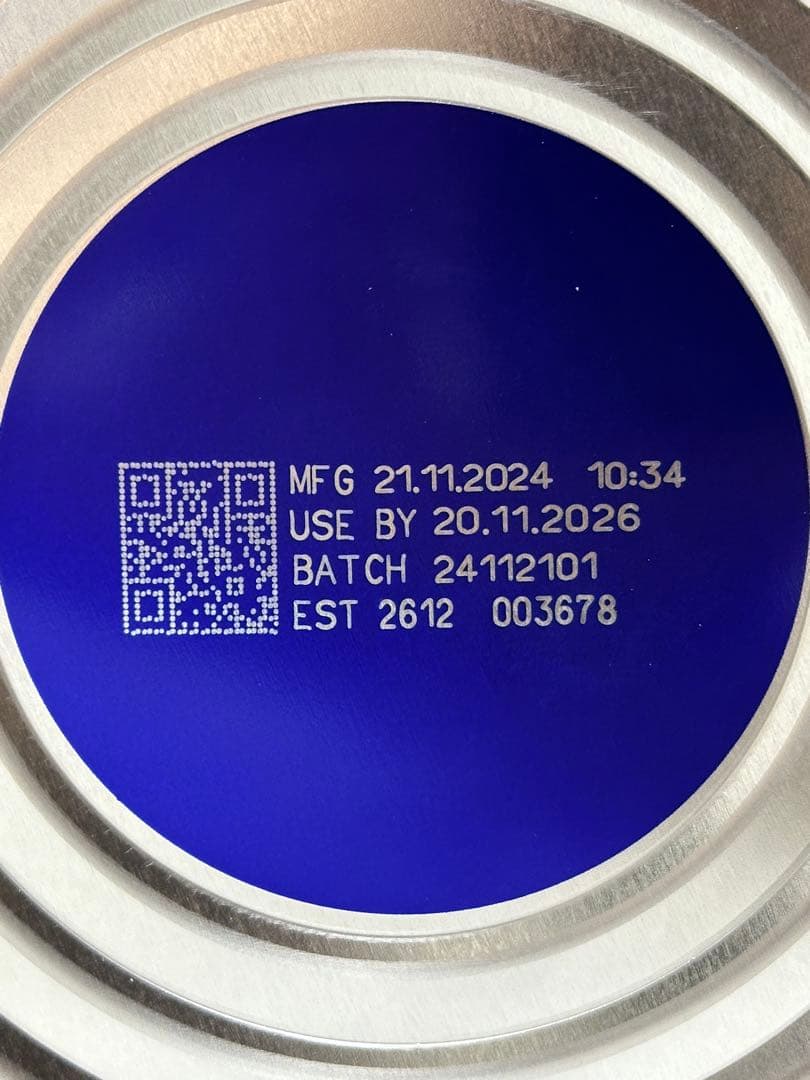 MFG 21.11.2024 10:34
USE BY 20.11.2026
BATCH 24112101
EST 2612 003678